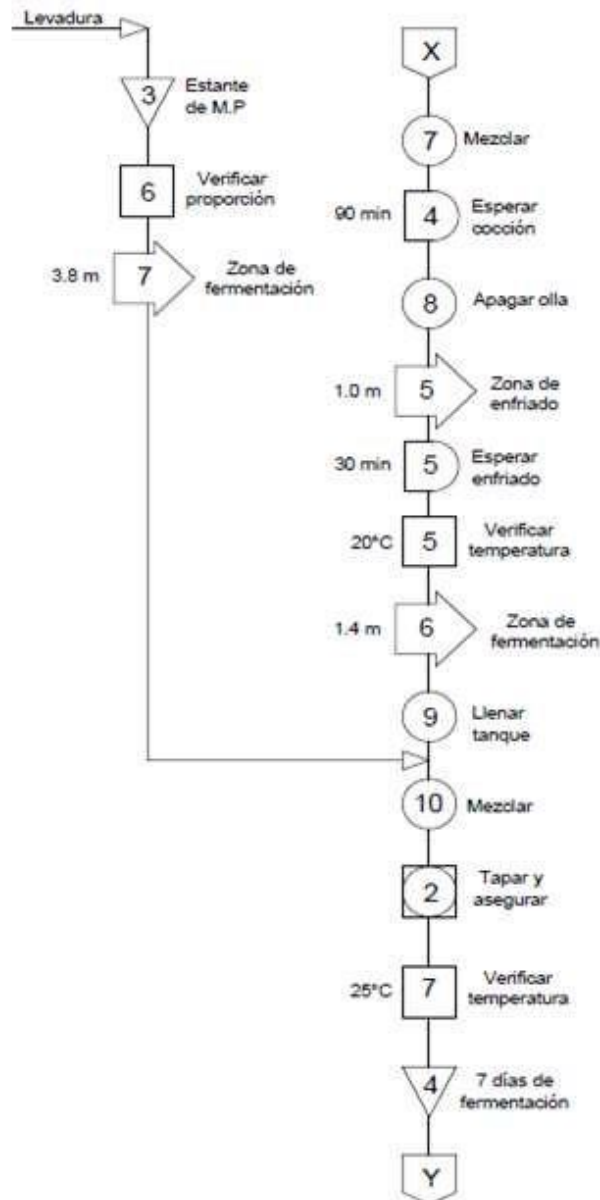 Levadura
3
Estante
de M.P
6
Verificar
proporción
3.8 m
7
Zona de
fermentación
X
7
Mezclar
90 min
4
Esperar
cocción
8
Apagar olla
1.0 m
5
Zona de
enfriado
30 min
5
Esperar
enfriado
20°C
5
Verificar
temperatura
1.4 m
6
Zona de
fermentación
9
Llenar
tanque
10
Mezclar
2
Tapar y
asegurar
25°C
7
Verificar
temperatura
4
7 días de
fermentación
Y